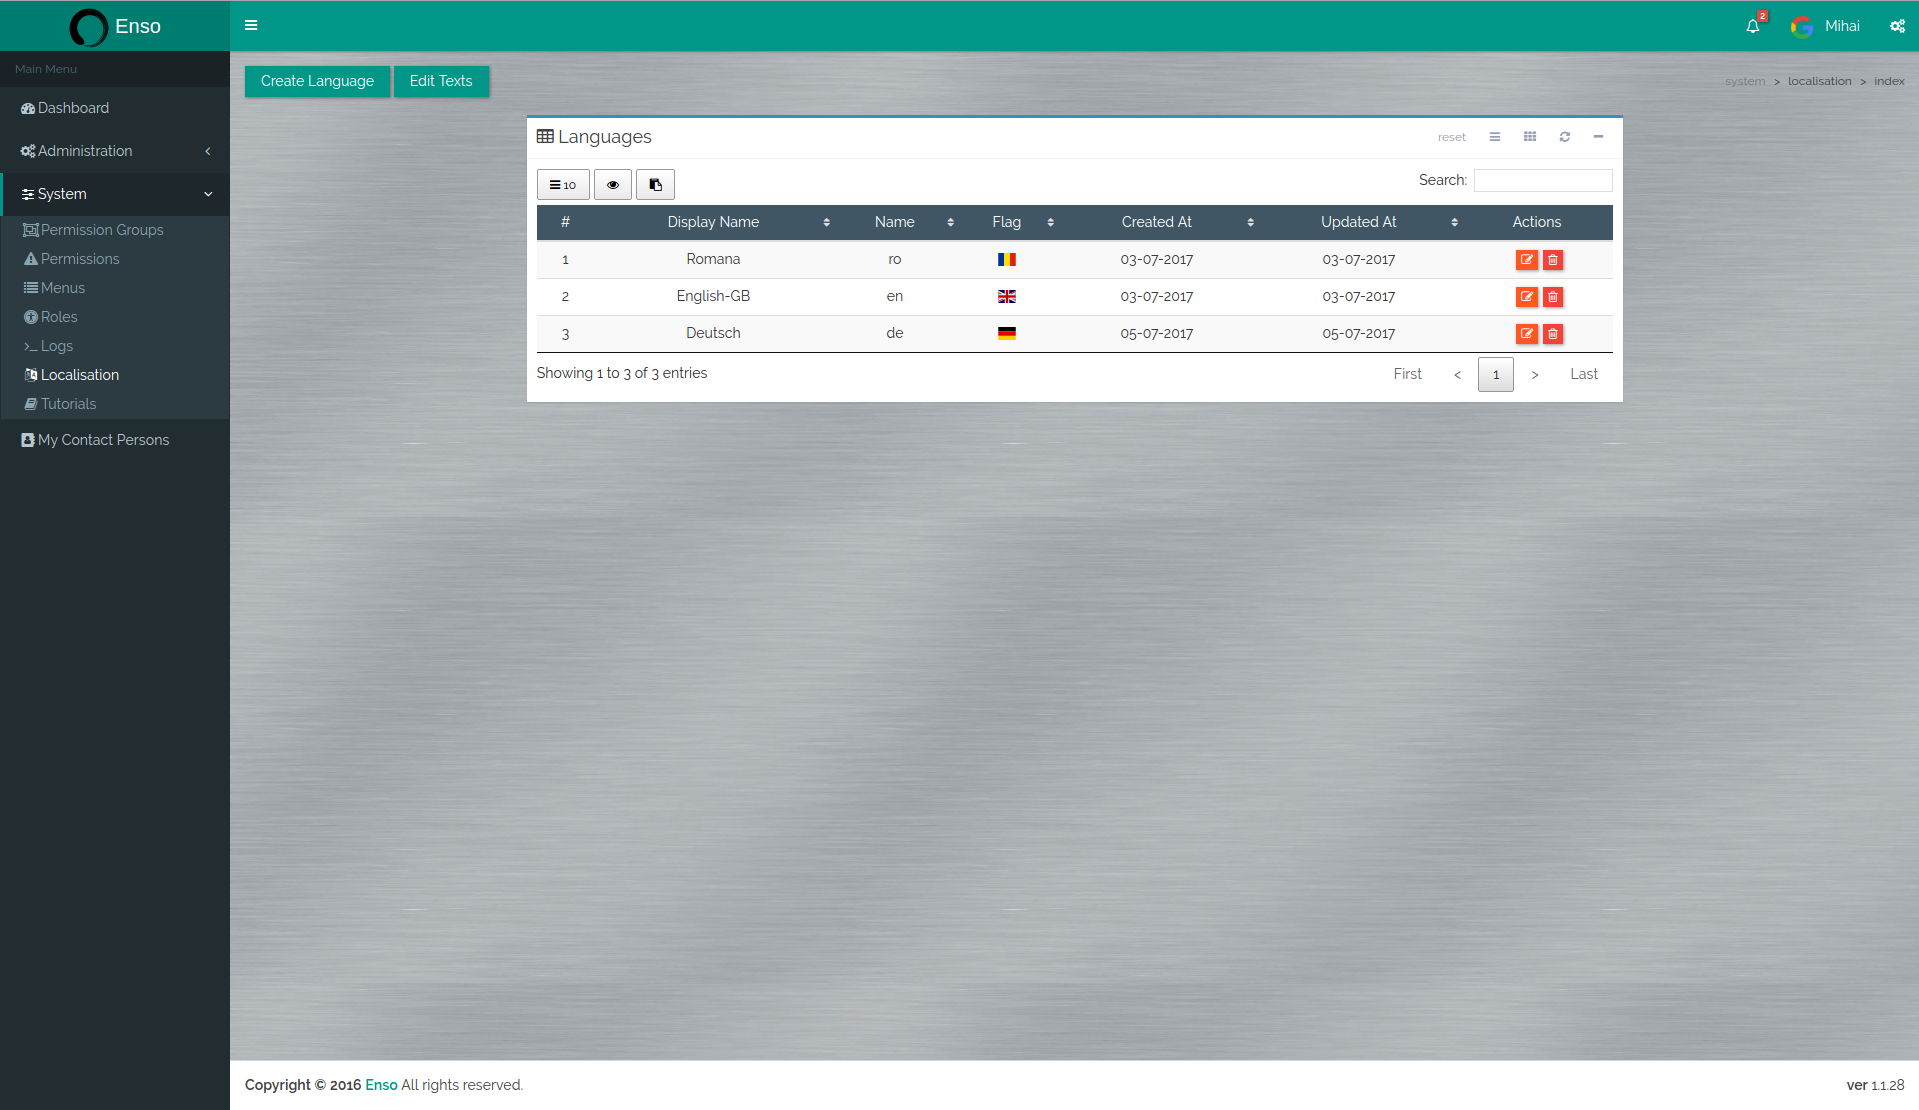 Enso
2
Mihai
Main Menu
Dashboard
Administration
System
Permission Groups
Permissions
Menus
Roles
Logs
Localisation
Tutorials
My Contact Persons
Create Language
Edit Texts
system > localisation > index
Languages
reset
10
Search:
# Display Name Name Flag Created At Updated At Actions
1 Romana ro 03-07-2017 03-07-2017
2 English-GB en 03-07-2017 03-07-2017
3 Deutsch de 05-07-2017 05-07-2017
Showing 1 to 3 of 3 entries
First < 1 > Last
Copyright © 2016 Enso All rights reserved.
ver 1.1.28